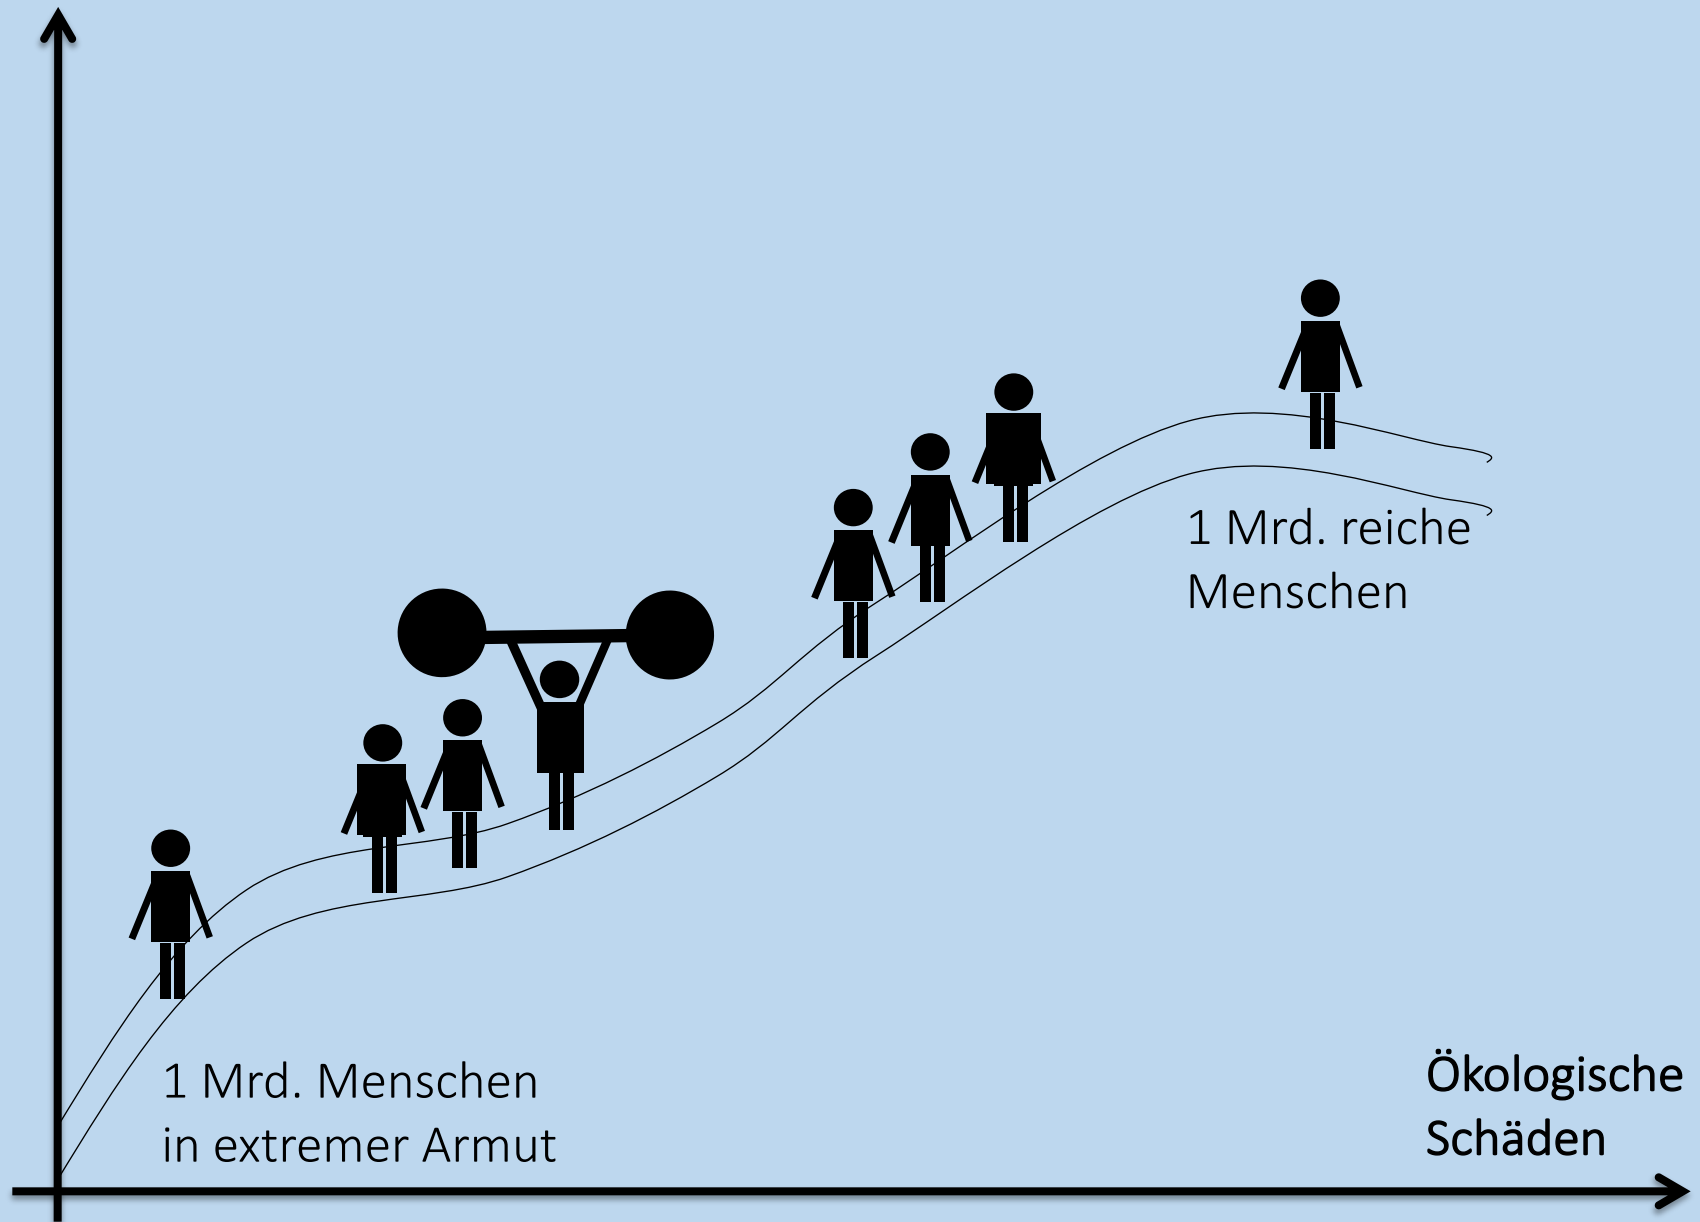 1 Mrd. reiche
Menschen
1 Mrd. Menschen
in extremer Armut
Ökologische
Schäden